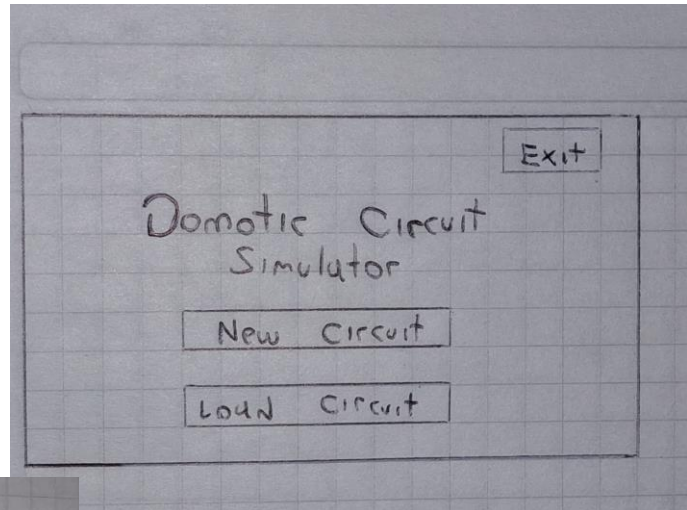 Exit
Domotic Circuit
Simulator
New Circuit
Load Circuit